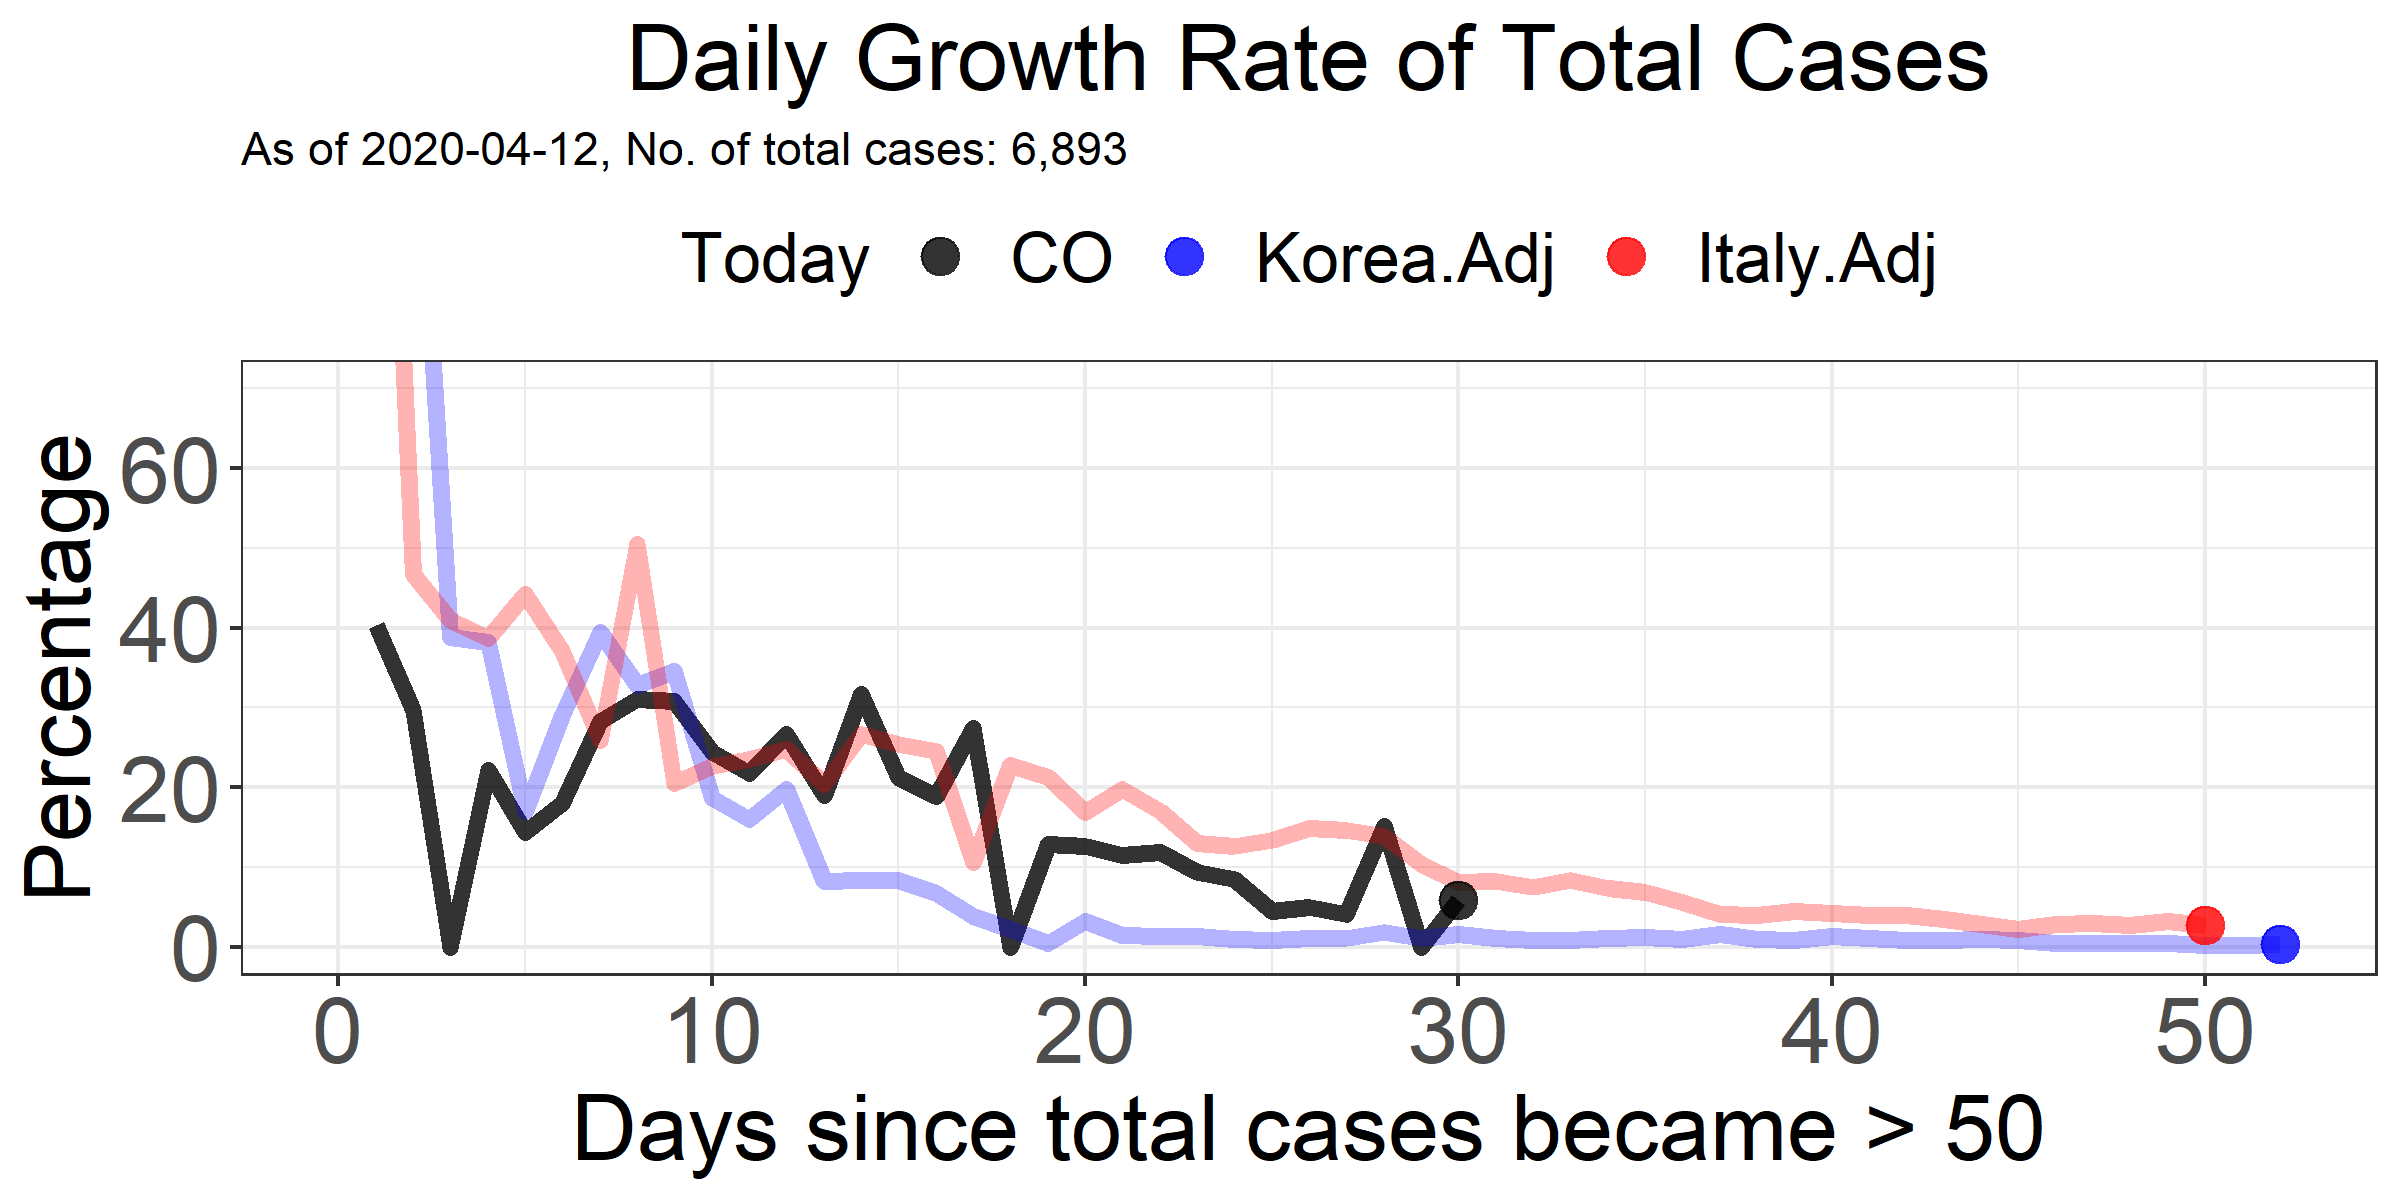 Daily Growth Rate of Total Cases
As of 2020-04-12, No. of total cases: 6,893
Today CO Korea.Adj Italy.Adj
Percentage
60
40
20
0
0 10 20 30 40 50
Days since total cases became > 50